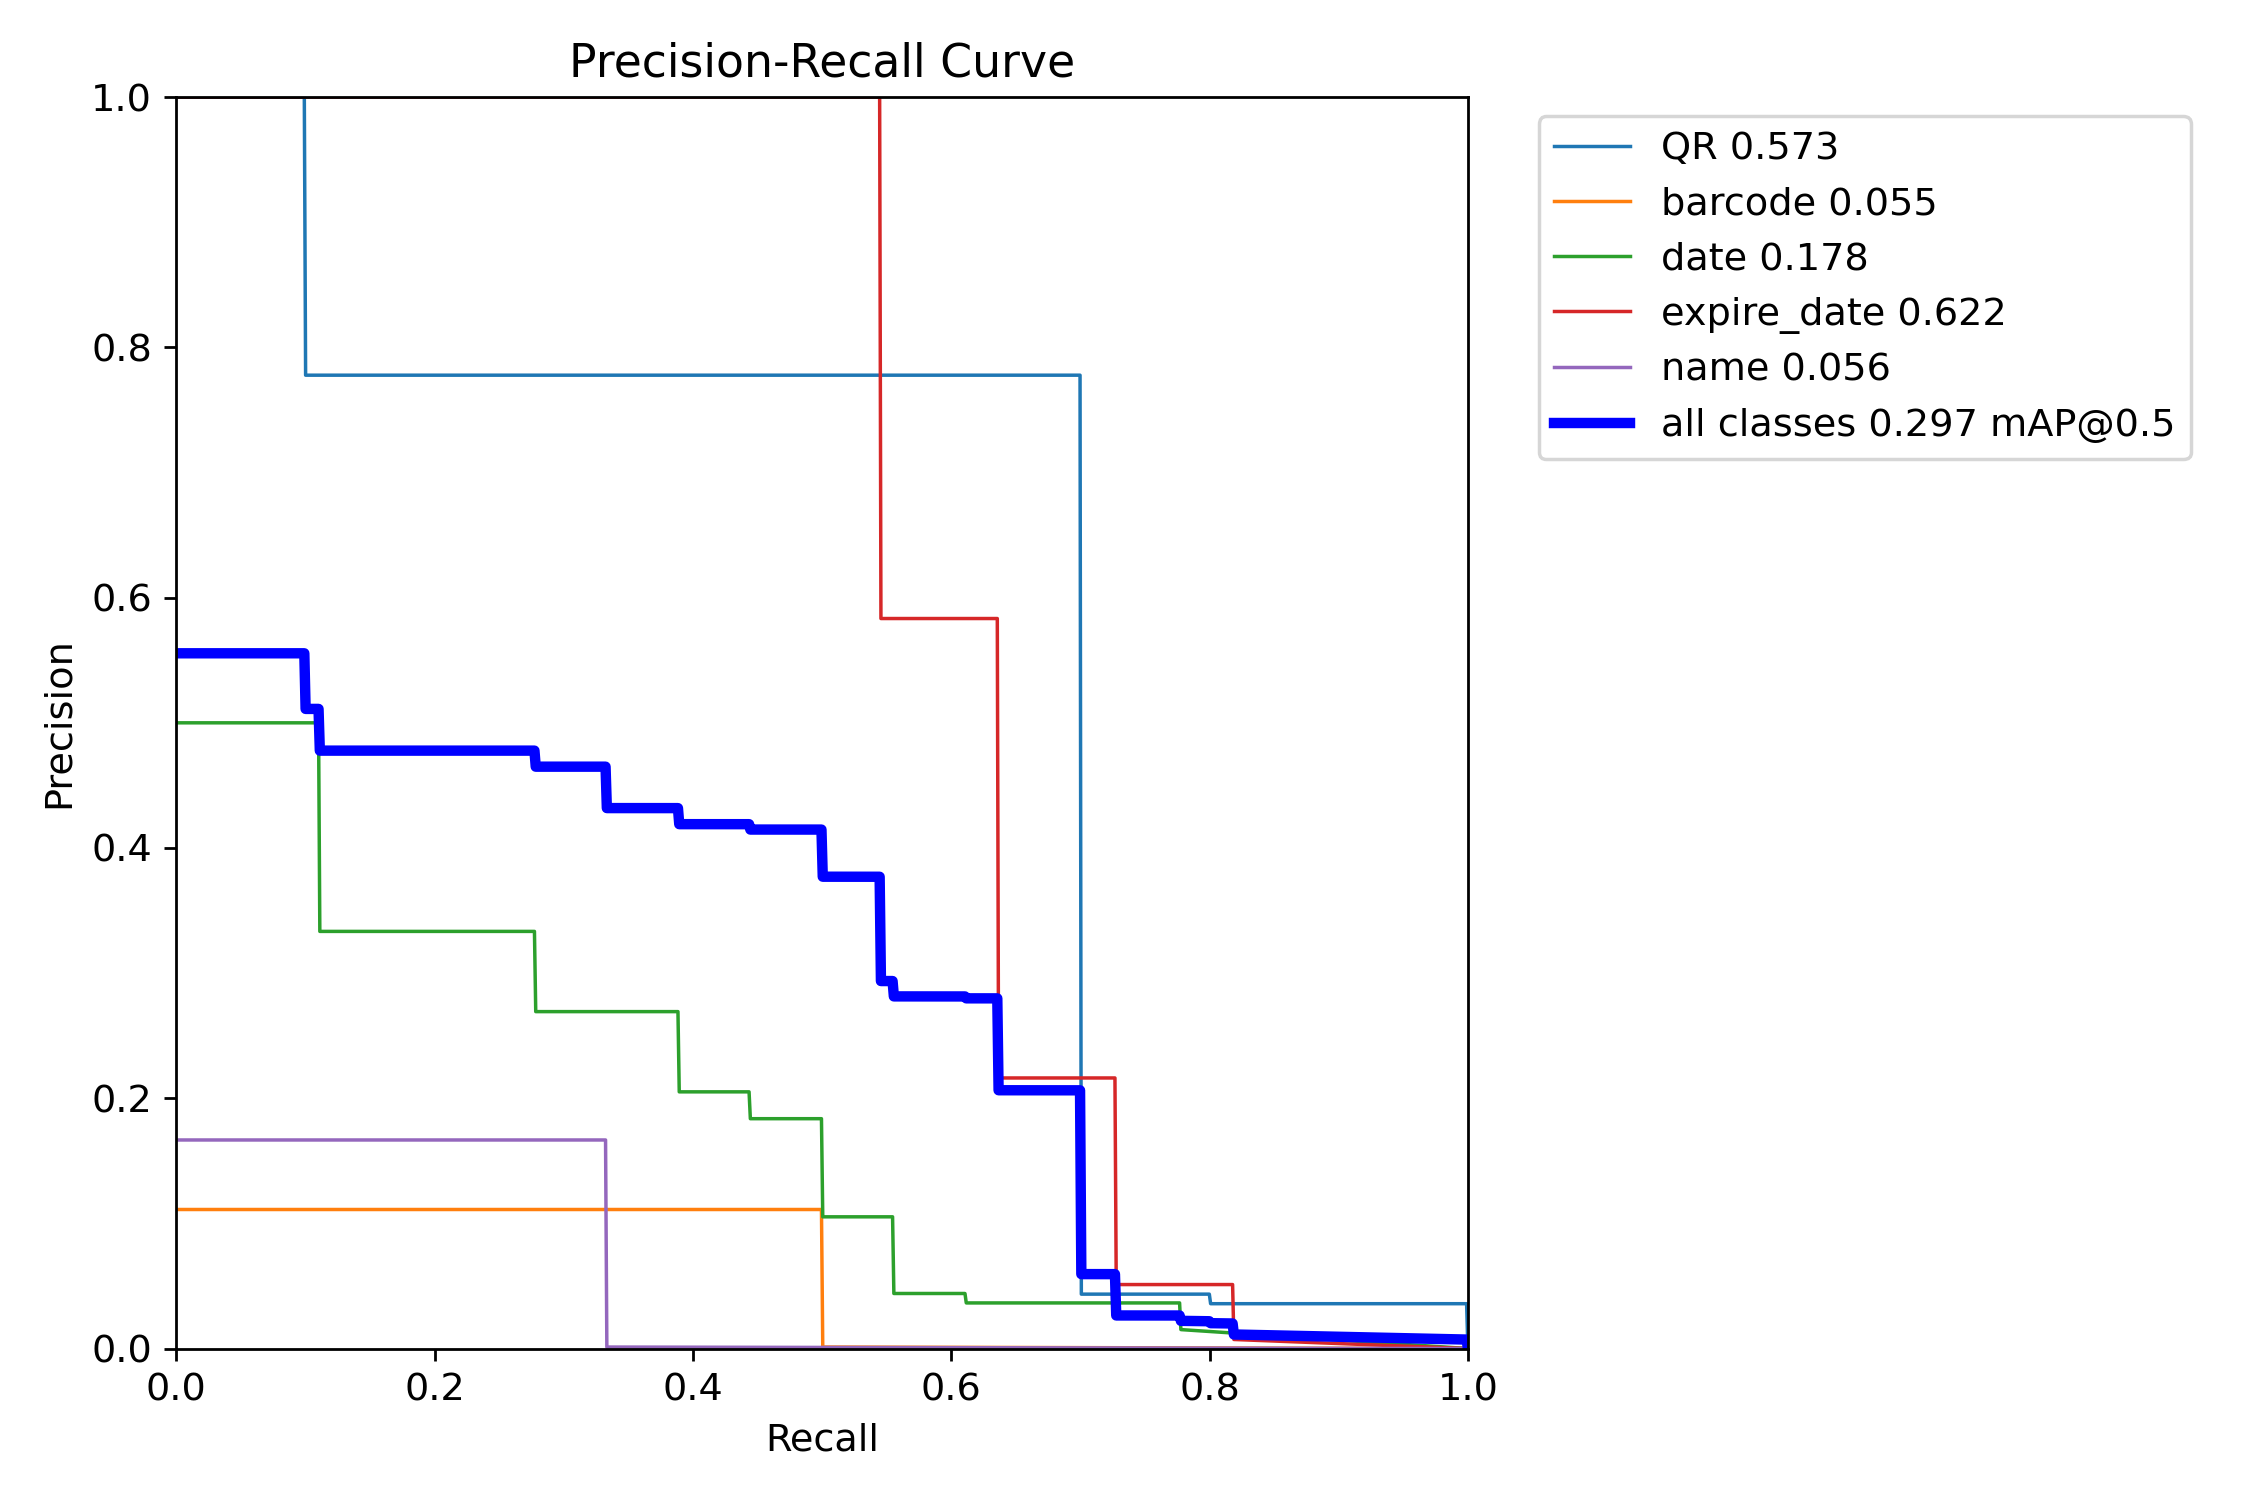 Precision-Recall Curve
1.0
0.8
0.6
0.4
0.2
0.0
Precision
0.0 0.2 0.4 0.6 0.8 1.0
Recall
QR 0.573
barcode 0.055
date 0.178
expire_date 0.622
name 0.056
all classes 0.297 mAP@0.5